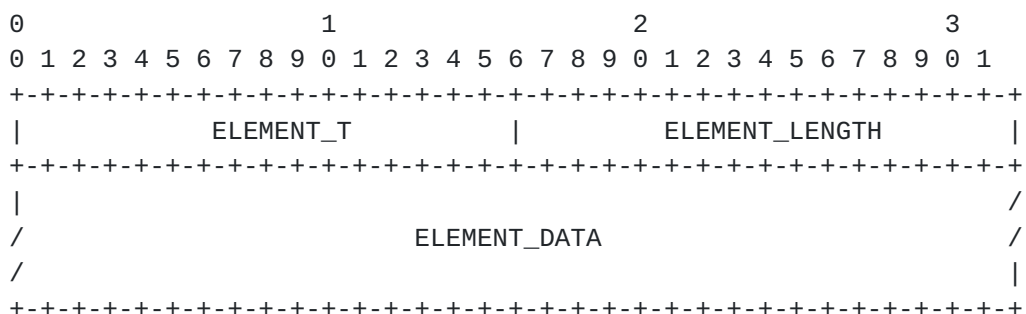 0                   1                   2                   3
0 1 2 3 4 5 6 7 8 9 0 1 2 3 4 5 6 7 8 9 0 1 2 3 4 5 6 7 8 9 0 1
+-+-+-+-+-+-+-+-+-+-+-+-+-+-+-+-+-+-+-+-+-+-+-+-+-+-+-+-+-+-+-+-+
|            ELEMENT_T          |         ELEMENT_LENGTH        |
+-+-+-+-+-+-+-+-+-+-+-+-+-+-+-+-+-+-+-+-+-+-+-+-+-+-+-+-+-+-+-+-+
|                                                               /
/                         ELEMENT_DATA                          /
/                                                               |
+-+-+-+-+-+-+-+-+-+-+-+-+-+-+-+-+-+-+-+-+-+-+-+-+-+-+-+-+-+-+-+-+